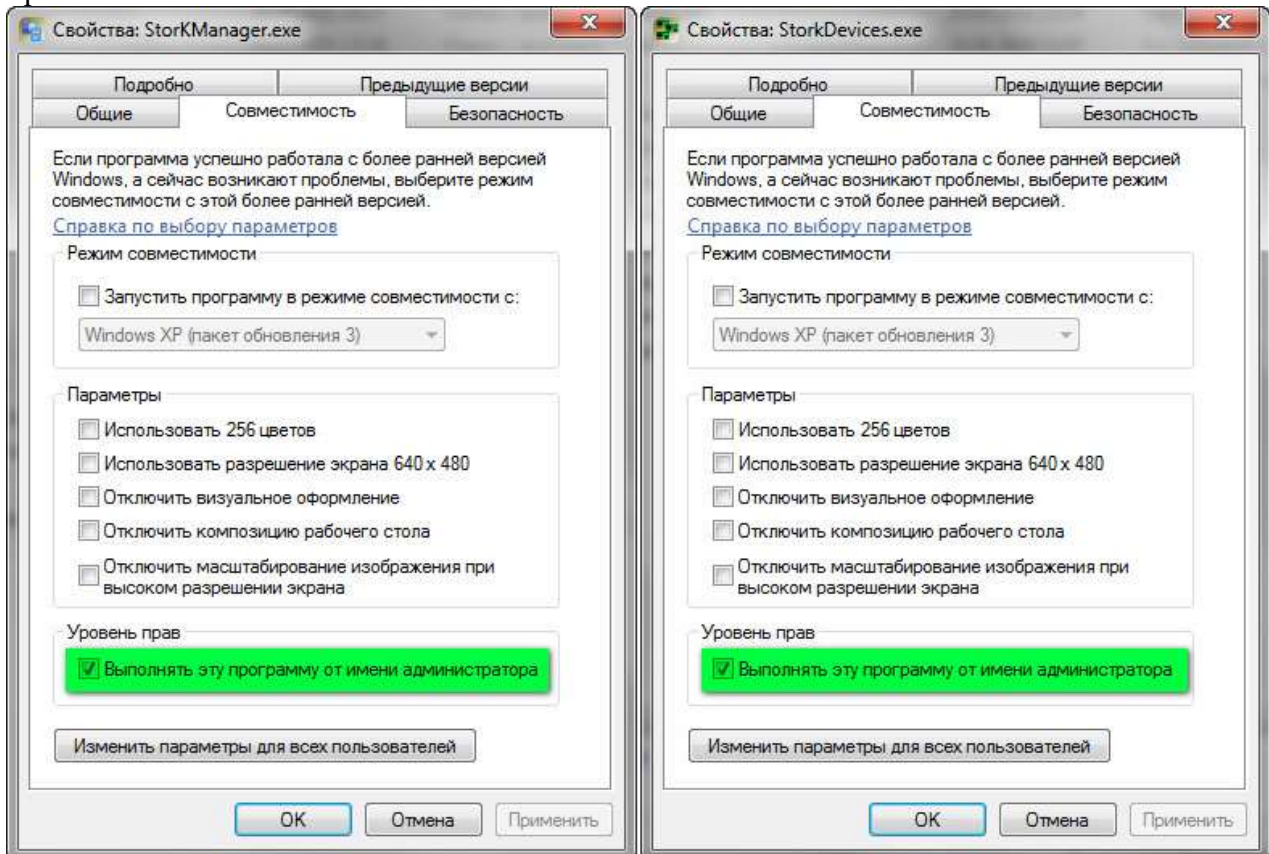 Свойства: StorKManager.exe
Подробно
Предыдущие версии
Общие
Совместимость
Безопасность
Если программа успешно работала с более ранней версией
Windows, а сейчас возникают проблемы, выберите режим
совместимости с этой более ранней версией.
Справка по выбору параметров
Режим совместимости
Запустить программу в режиме совместимости с:
Windows XP (пакет обновления 3)
Параметры
Использовать 256 цветов
Использовать разрешение экрана 640 x 480
Отключить визуальное оформление
Отключить композицию рабочего стола
Отключить масштабирование изображения при
высоком разрешении экрана
Уровень прав
Выполнять эту программу от имени администратора
Изменить параметры для всех пользователей
OK
Отмена
Применить
Свойства: StorkDevices.exe
Подробно
Предыдущие версии
Общие
Совместимость
Безопасность
Если программа успешно работала с более ранней версией
Windows, а сейчас возникают проблемы, выберите режим
совместимости с этой более ранней версией.
Справка по выбору параметров
Режим совместимости
Запустить программу в режиме совместимости с:
Windows XP (пакет обновления 3)
Параметры
Использовать 256 цветов
Использовать разрешение экрана 640 x 480
Отключить визуальное оформление
Отключить композицию рабочего стола
Отключить масштабирование изображения при
высоком разрешении экрана
Уровень прав
Выполнять эту программу от имени администратора
Изменить параметры для всех пользователей
OK
Отмена
Применить